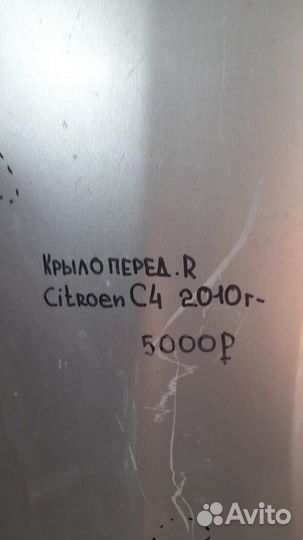 КРЫЛО ПЕРЕД. R
Citroen C4 2010г-
5000₽
Avito